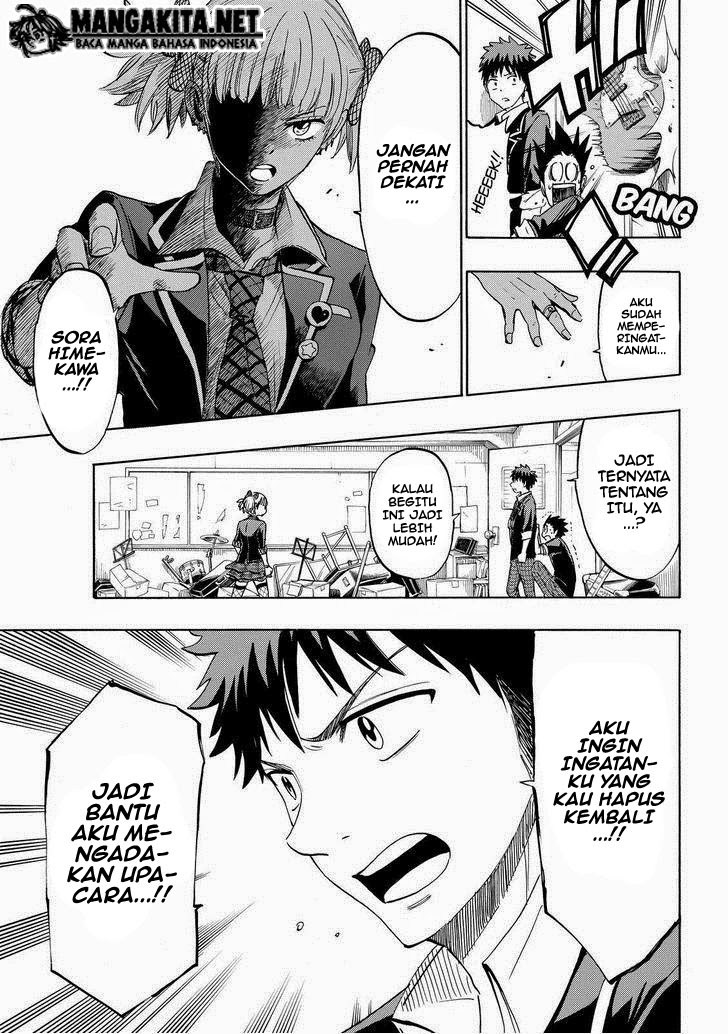 MANGAKITA.NET
BACA MANGA BAHASA INDONESIA
HEEEEK!!
BANG
AKU
SUDAH
MEMPE-
RINGAT-
KANMU...
JANGAN
PERNAH
DEKATI
...
SORA
HIME-
KAWA
...!!
JADI
TERNYATA
TENTANG
ITU, YA
...?
KALAU
BEGITU
INI JADI
LEBIH
MUDAH!
AKU
INGIN
INGATAN-
KU YANG
KAU HAPUS
KEMBALI
...!!
JADI
BANTU
AKU ME-
NGADA-
KAN UPA-
CARA...!!